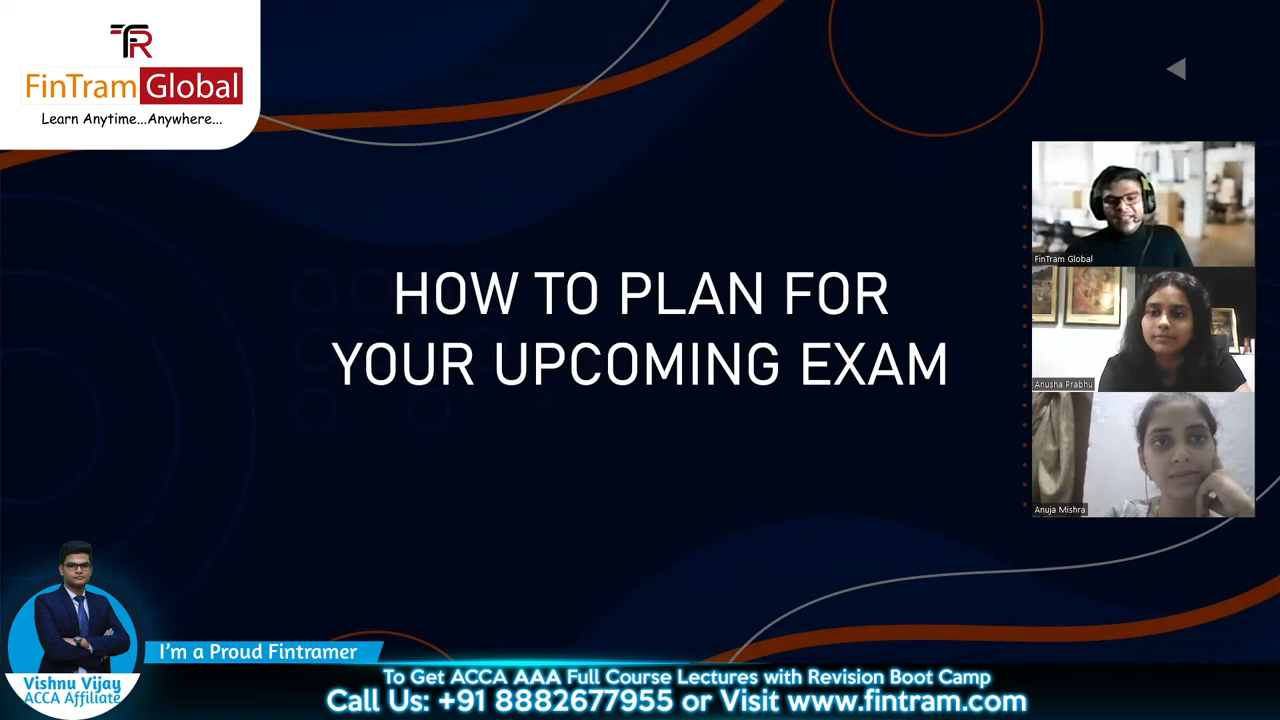 FR
FinTram Global
Learn Anytime...Anywhere...
HOW TO PLAN FOR
YOUR UPCOMING EXAM
FinTram Global
Anusha Prabhu
Anuja Mishra
I'm a Proud Fintramer
Vishnu Vijay
ACCA Affiliate
To Get ACCA AAA Full Course Lectures with Revision Boot Camp
Call Us: +91 8882677955 or Visit www.fintram.com